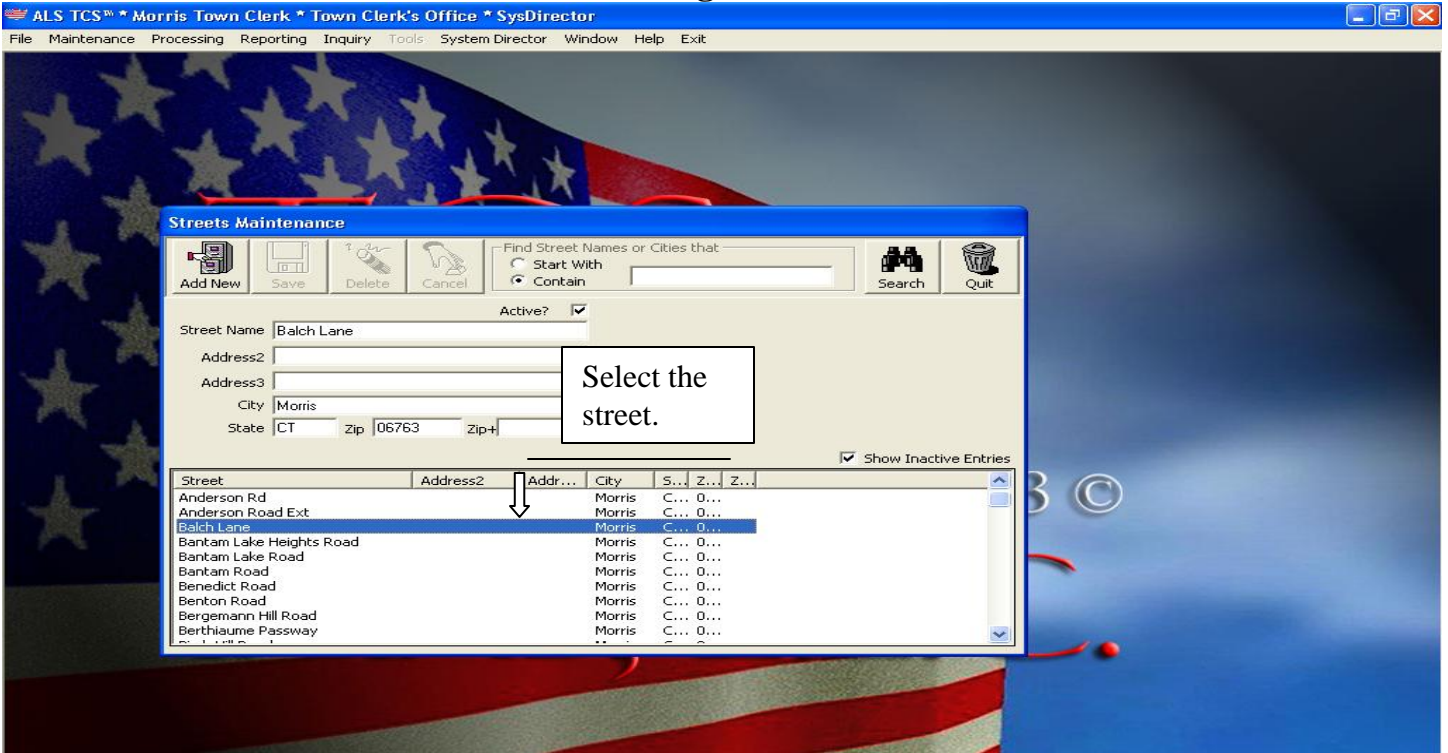 ALS TCS℠ * Morris Town Clerk * Town Clerk's Office * SysDirector
File Maintenance Processing Reporting Inquiry Tools System Director Window Help Exit
Streets Maintenance
Add New Save Delete Cancel
Find Street Names or Cities that
Start With
Contain
Search Quit
Active?
Street Name Balch Lane
Address2
Address3
City Morris
State CT Zip 06763 Zip+
Select the
street.
Show Inactive Entries
Street Address2 Addr... City S... Z... Z...
Anderson Rd Morris C... 0...
Anderson Road Ext Morris C... 0...
Balch Lane Morris C... 0...
Bantam Lake Heights Road Morris C... 0...
Bantam Lake Road Morris C... 0...
Bantam Road Morris C... 0...
Benedict Road Morris C... 0...
Benton Road Morris C... 0...
Bergemann Hill Road Morris C... 0...
Berthiaume Passway Morris C... 0...
3 ©